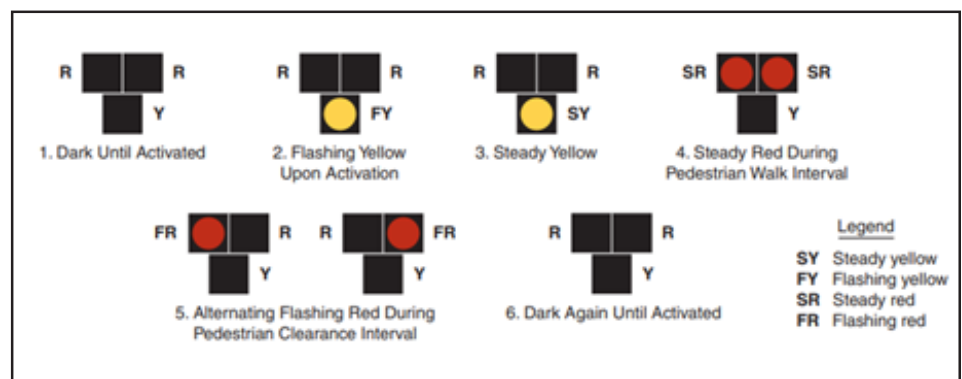 R R Y
1. Dark Until Activated
R R FY
2. Flashing Yellow
Upon Activation
R R SY
3. Steady Yellow
SR SR Y
4. Steady Red During
Pedestrian Walk Interval
FR R Y R FR Y
5. Alternating Flashing Red During
Pedestrian Clearance Interval
R R Y
6. Dark Again Until Activated
Legend
SY Steady yellow
FY Flashing yellow
SR Steady red
FR Flashing red